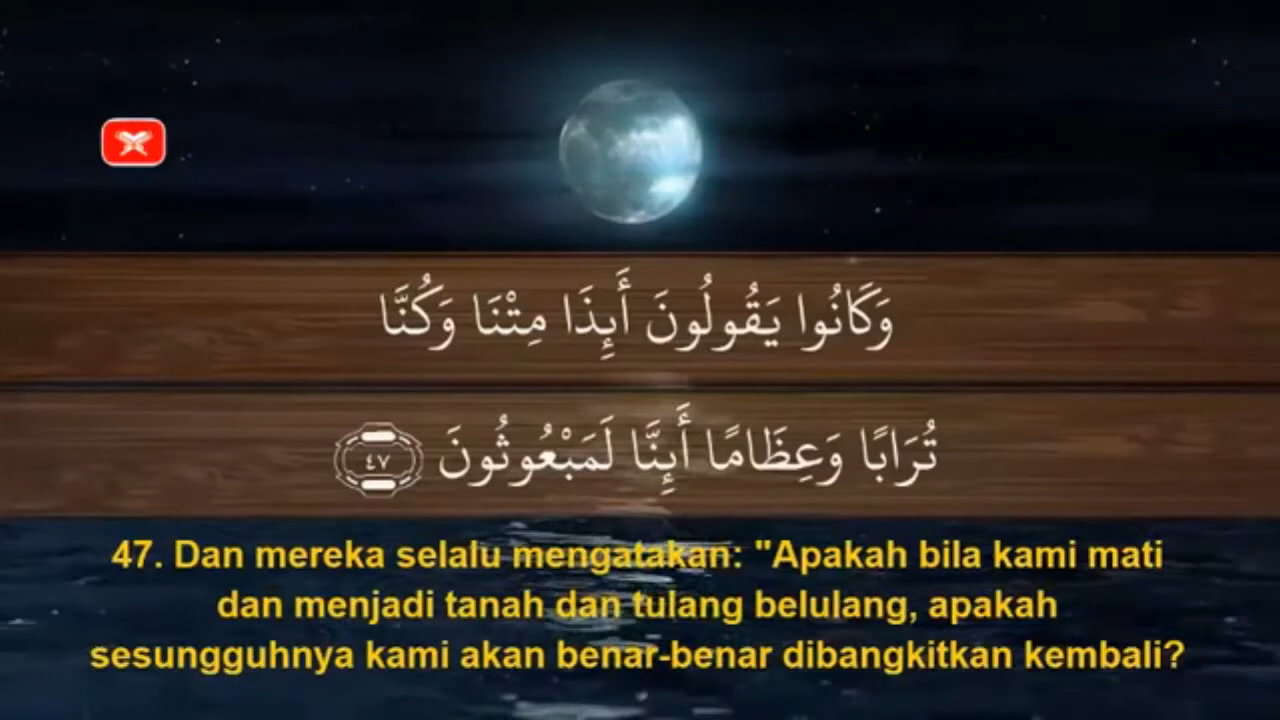 وَكَانُوا يَقُولُونَ أَئِذَا مِتْنَا وَكُنَّا
تُرَابًا وَعِظَامًا أَئِنَّا لَمَبْعُوثُونَ ٤٧
47. Dan mereka selalu mengatakan: "Apakah bila kami mati
dan menjadi tanah dan tulang belulang, apakah
sesungguhnya kami akan benar-benar dibangkitkan kembali?